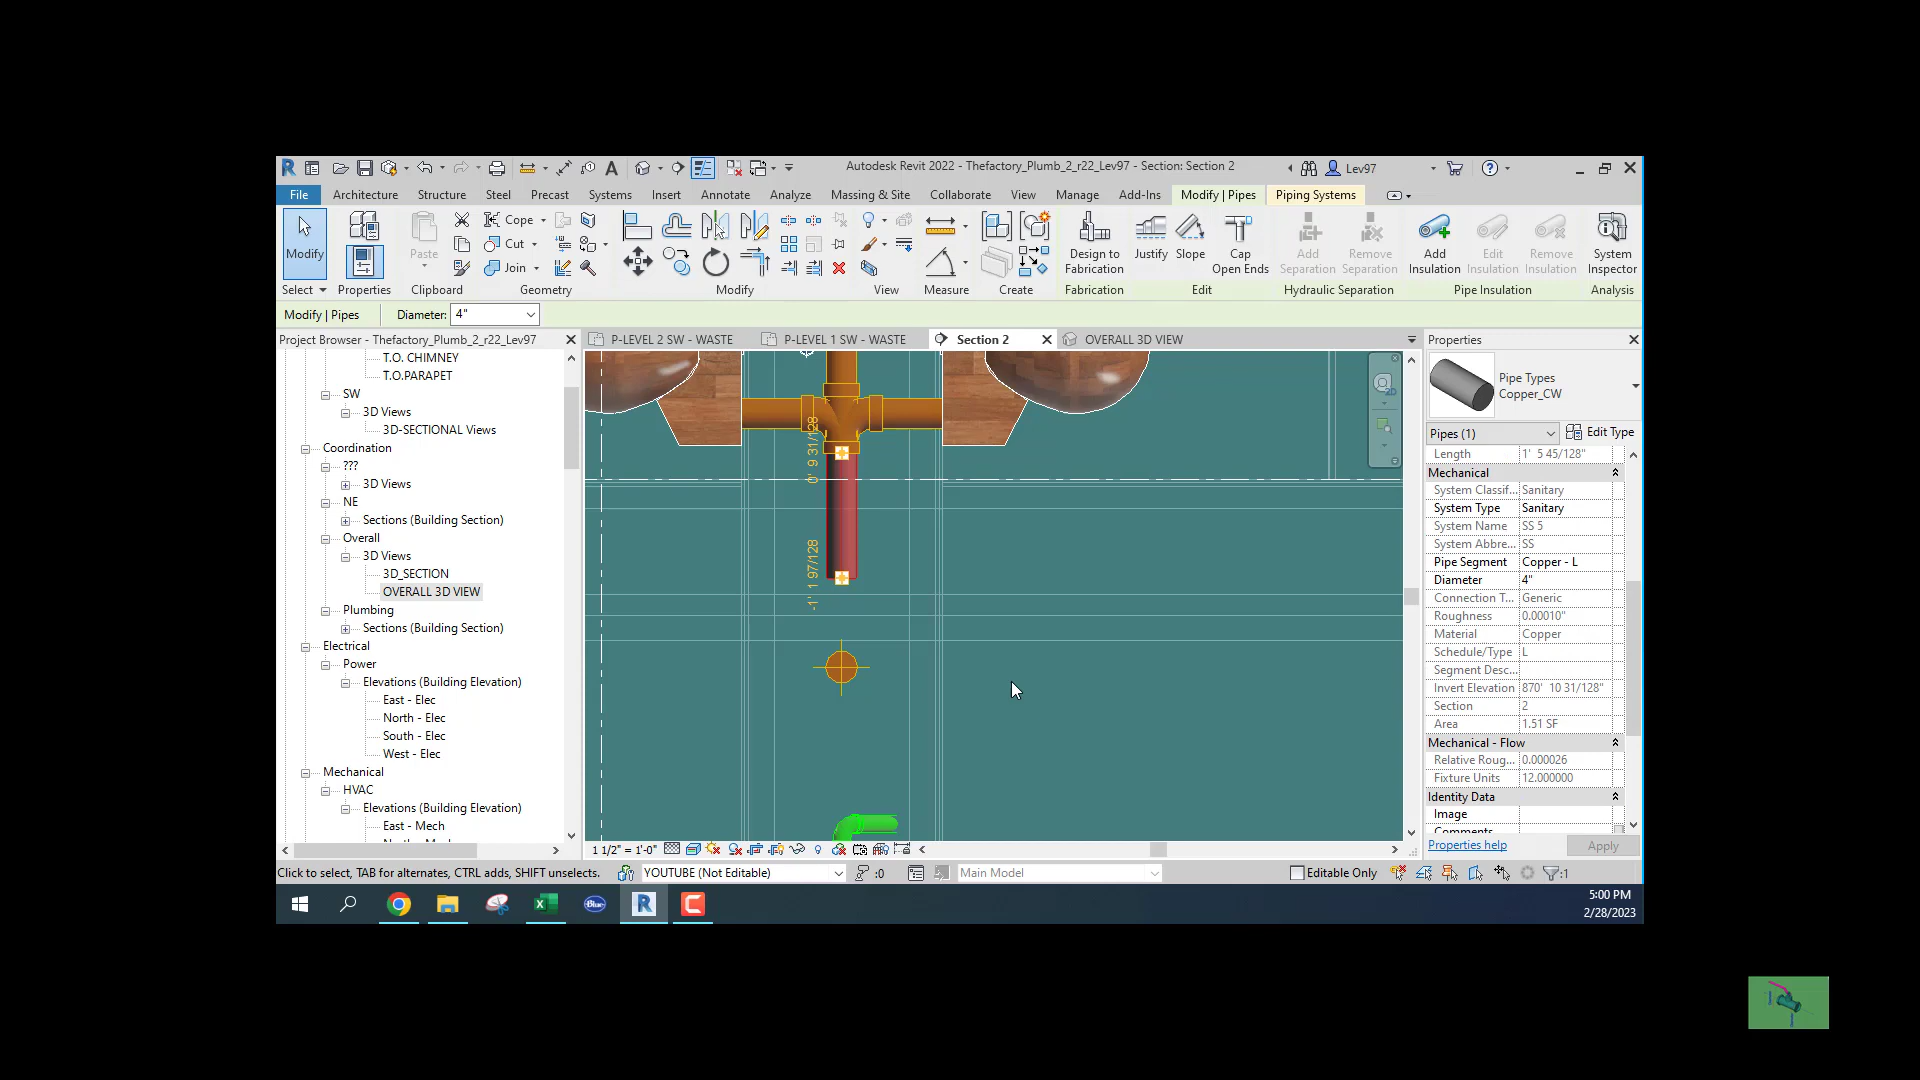 Autodesk Revit 2022 - Thefactory_Plumb_2_r22_Lev97 - Section: Section 2
Lev97
File Architecture Structure Steel Precast Systems Insert Annotate Analyze Massing & Site Collaborate View Manage Add-Ins Modify | Pipes Piping Systems
Modify
Paste
Cope
Cut
Join
Design to Fabrication
Justify
Slope
Cap Open Ends
Add Separation
Remove Separation
Add Insulation
Edit Insulation
Remove Insulation
System Inspector
Select Properties Clipboard Geometry Modify View Measure Create Fabrication Edit Hydraulic Separation Pipe Insulation Analysis
Modify | Pipes Diameter: 4"
Project Browser - Thefactory_Plumb_2_r22_Lev97
T.O. CHIMNEY
T.O.PARAPET
SW
3D Views
3D-SECTIONAL Views
Coordination
???
3D Views
NE
Sections (Building Section)
Overall
3D Views
3D_SECTION
OVERALL 3D VIEW
Plumbing
Sections (Building Section)
Electrical
Power
Elevations (Building Elevation)
East - Elec
North - Elec
South - Elec
West - Elec
Mechanical
HVAC
Elevations (Building Elevation)
East - Mech
P-LEVEL 2 SW - WASTE P-LEVEL 1 SW - WASTE Section 2 OVERALL 3D VIEW
0' 9 31/128
-1' 1 97/128
Properties
Pipe Types
Copper_CW
Pipes (1) Edit Type
Length 1' 5 45/128"
Mechanical
System Classif... Sanitary
System Type Sanitary
System Name SS 5
System Abbre... SS
Pipe Segment Copper - L
Diameter 4"
Connection T... Generic
Roughness 0.00010"
Material Copper
Schedule/Type L
Segment Desc...
Invert Elevation 870' 10 31/128"
Section 2
Area 1.51 SF
Mechanical - Flow
Relative Roug... 0.000026
Fixture Units 12.000000
Identity Data
Image
Comments
Properties help Apply
1 1/2" = 1'-0"
Click to select, TAB for alternates, CTRL adds, SHIFT unselects. YOUTUBE (Not Editable) :0 Main Model Editable Only :1
Blue
5:00 PM
2/28/2023